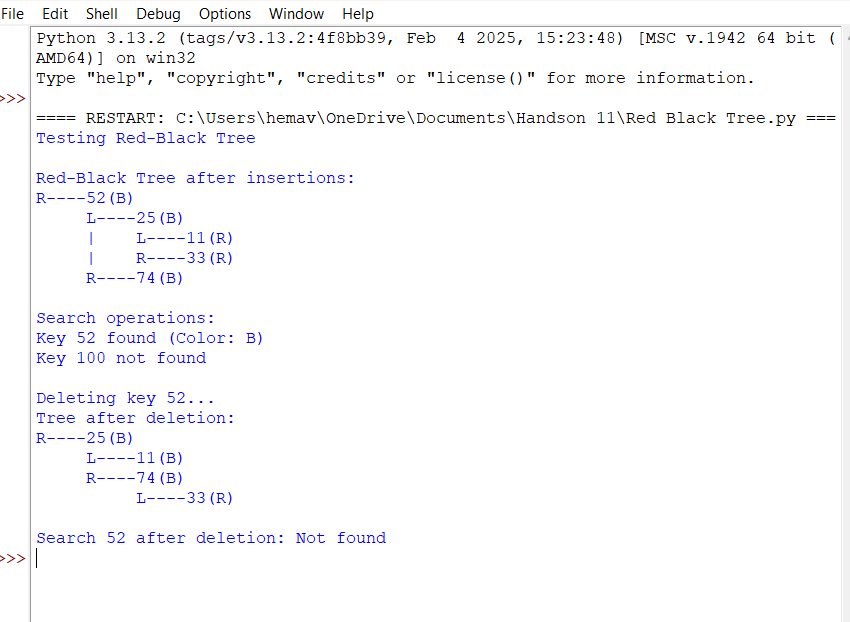 File Edit Shell Debug Options Window Help
Python 3.13.2 (tags/v3.13.2:4f8bb39, Feb  4 2025, 15:23:48) [MSC v.1942 64 bit (
AMD64)] on win32
Type "help", "copyright", "credits" or "license()" for more information.
>>>
==== RESTART: C:\Users\hemav\OneDrive\Documents\Handson 11\Red Black Tree.py ===
Testing Red-Black Tree
Red-Black Tree after insertions:
R----52(B)
     L----25(B)
     |    L----11(R)
     |    R----33(R)
     R----74(B)
Search operations:
Key 52 found (Color: B)
Key 100 not found
Deleting key 52...
Tree after deletion:
R----25(B)
     L----11(B)
     R----74(B)
          L----33(R)
Search 52 after deletion: Not found
>>>